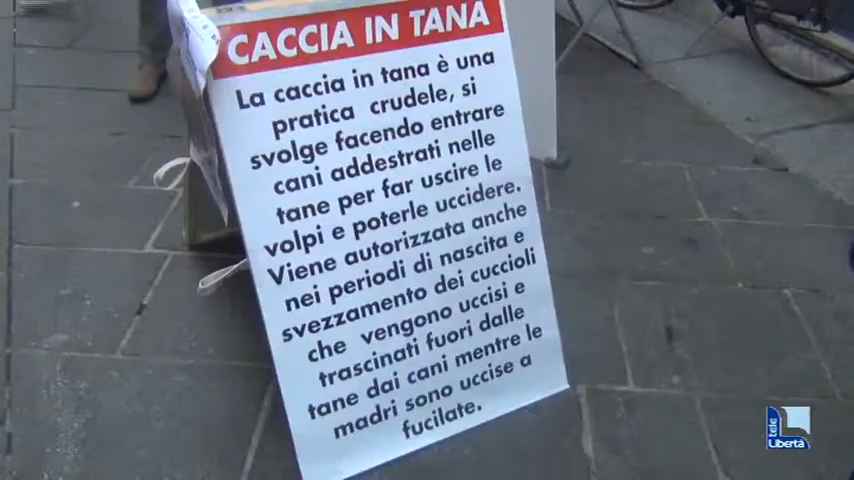 CACCIA IN TANA
La caccia in tana è una
pratica crudele, si
svolge facendo entrare
cani addestrati nelle
tane per far uscire le
volpi e poterle uccidere.
Viene autorizzata anche
nei periodi di nascita e
svezzamento dei cuccioli
che vengono uccisi e
trascinati fuori dalle
tane dai cani mentre le
madri sono uccise a
fucilate.
tele
Libertà